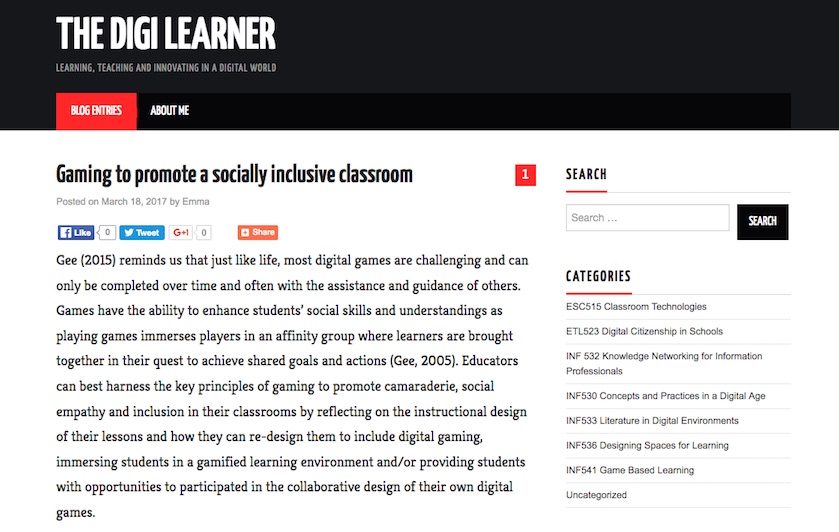 THE DIGI LEARNER
LEARNING, TEACHING AND INNOVATING IN A DIGITAL WORLD
BLOG ENTRIES
ABOUT ME
Gaming to promote a socially inclusive classroom
1
Posted on March 18, 2017 by Emma
Like 0
Tweet
G+1 0
Share
Gee (2015) reminds us that just like life, most digital games are challenging and can
only be completed over time and often with the assistance and guidance of others.
Games have the ability to enhance students’ social skills and understandings as
playing games immerses players in an affinity group where learners are brought
together in their quest to achieve shared goals and actions (Gee, 2005). Educators
can best harness the key principles of gaming to promote camaraderie, social
empathy and inclusion in their classrooms by reflecting on the instructional design
of their lessons and how they can re-design them to include digital gaming,
immersing students in a gamified learning environment and/or providing students
with opportunities to participated in the collaborative design of their own digital
games.
SEARCH
Search ...
SEARCH
CATEGORIES
ESC515 Classroom Technologies
ETL523 Digital Citizenship in Schools
INF 532 Knowledge Networking for Information
Professionals
INF530 Concepts and Practices in a Digital Age
INF533 Literature in Digital Environments
INF536 Designing Spaces for Learning
INF541 Game Based Learning
Uncategorized